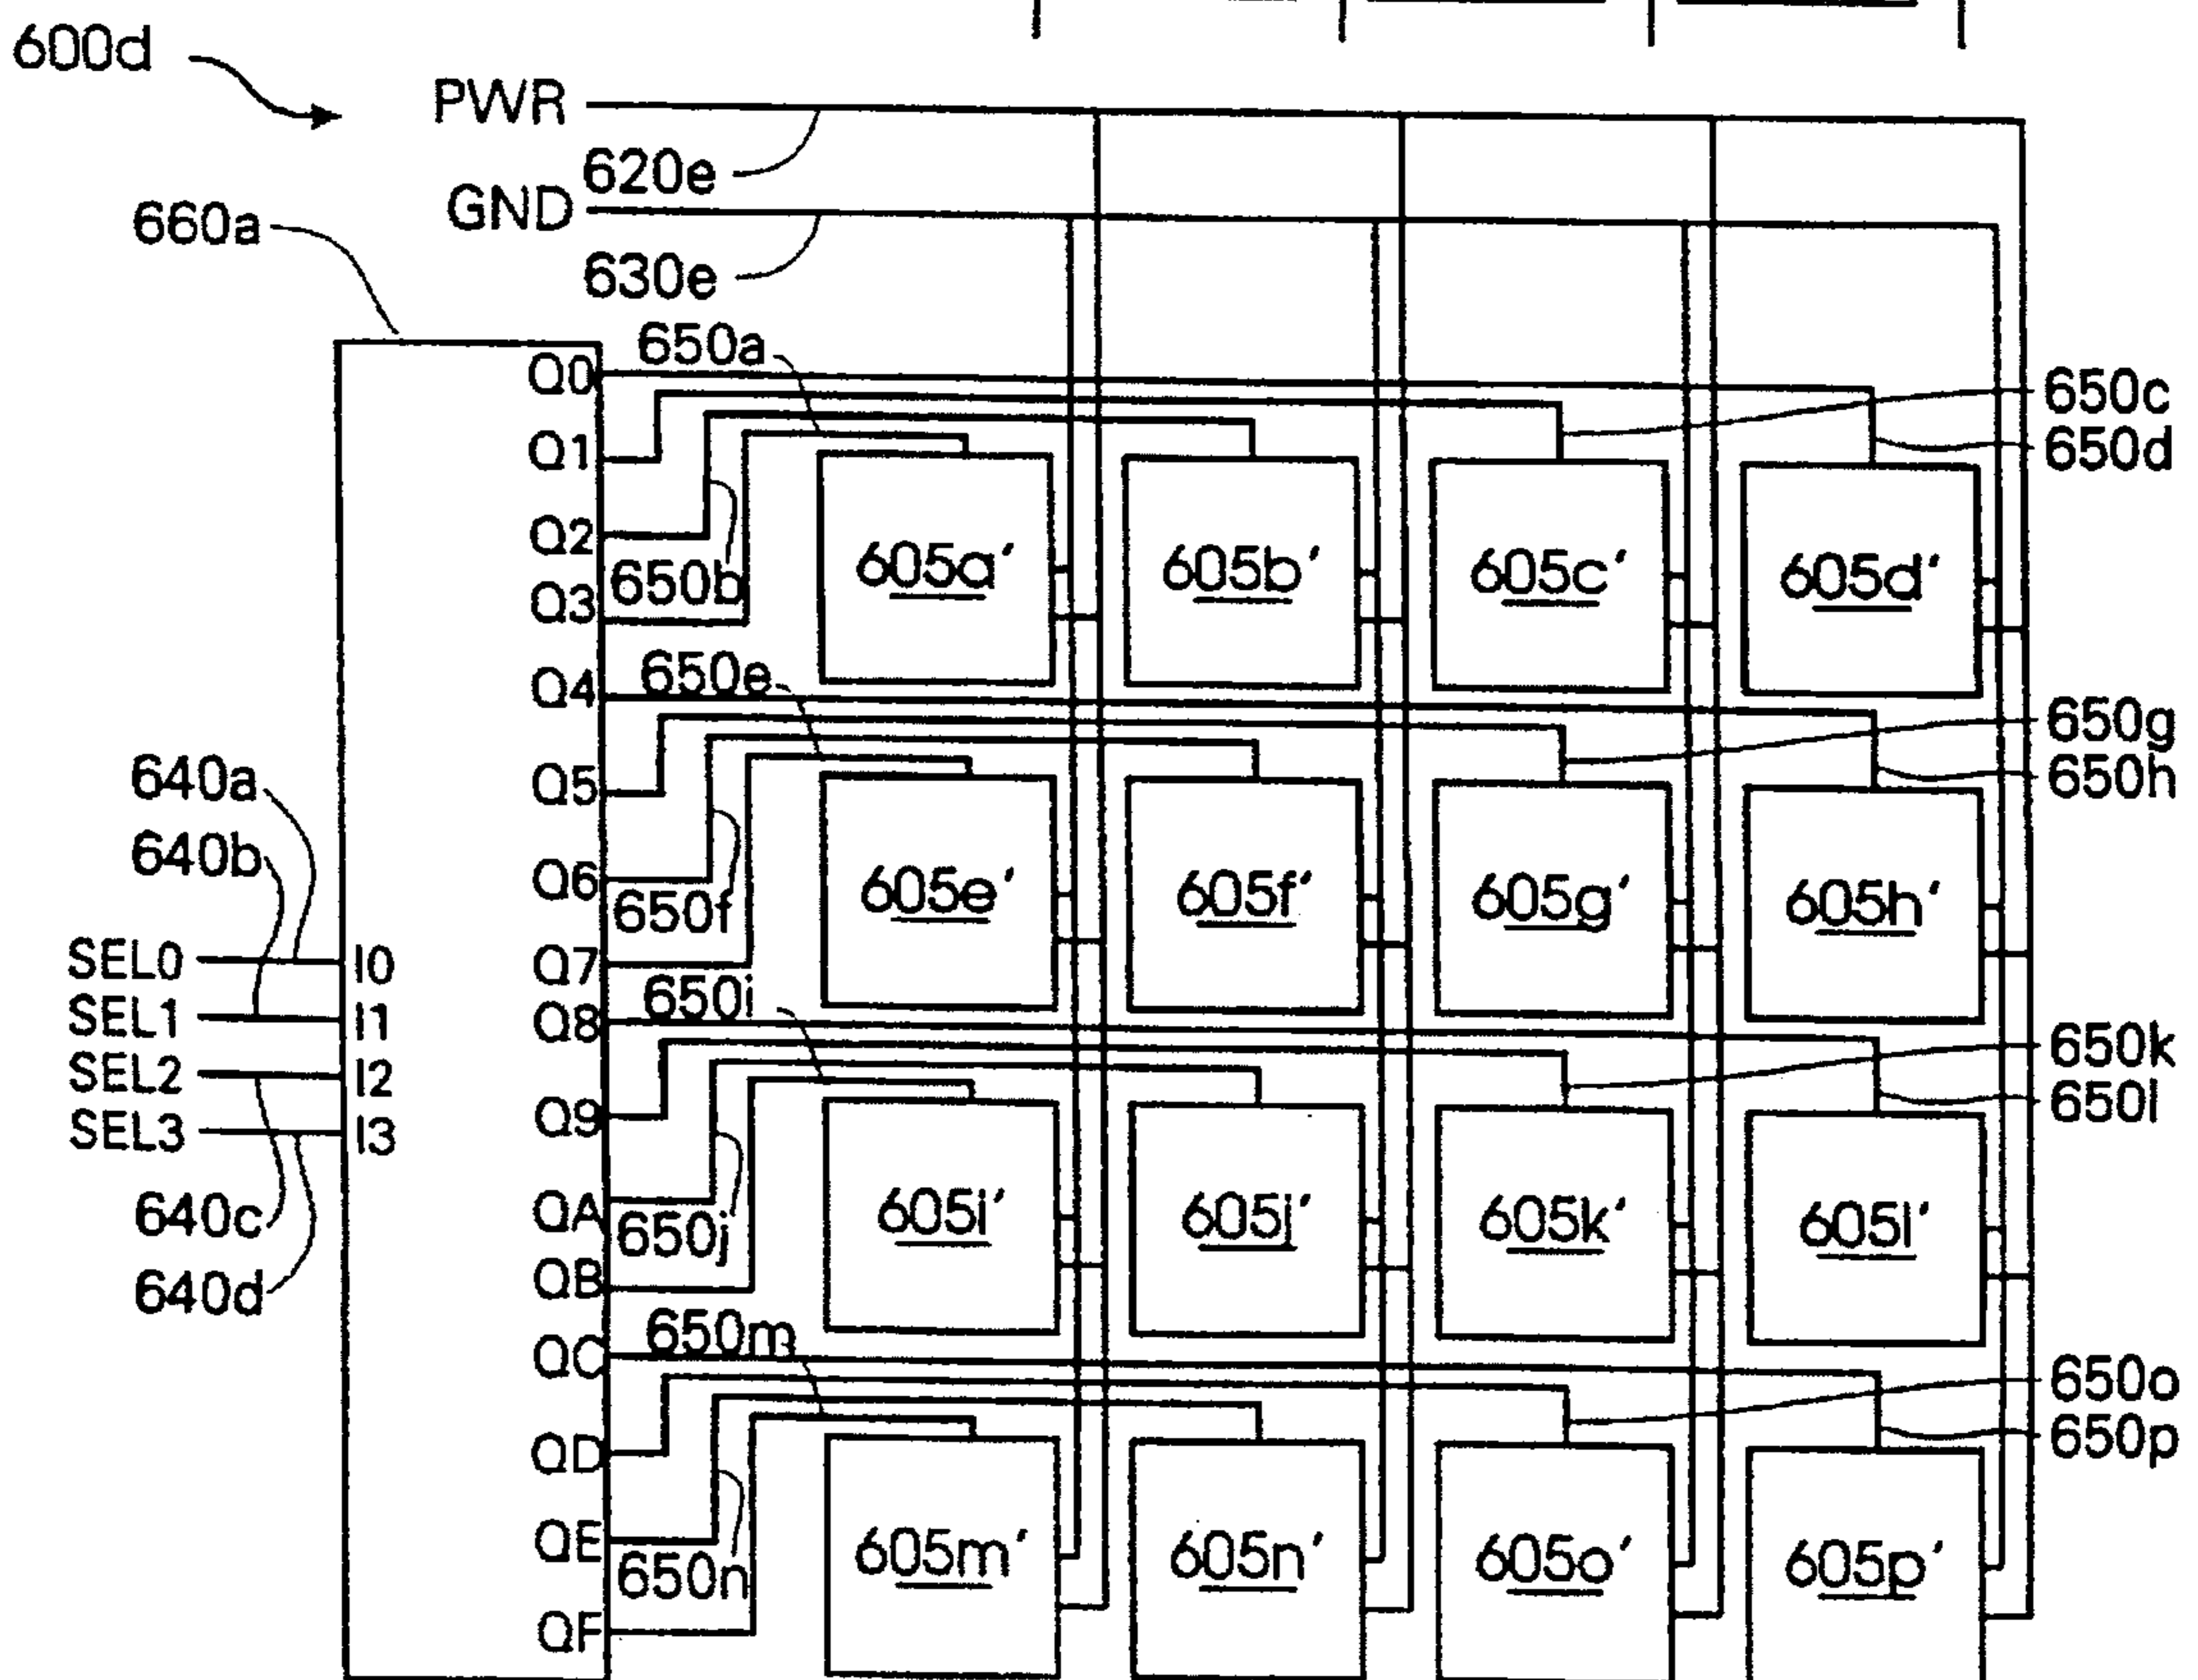 600d
PWR
620e
GND
660a
630e
650a
Q0
650c
Q1
650d
Q2
605a′ 605b′ 605c′ 605d′
650b
Q3
650e
Q4
650g
640a
Q5
650h
640b
Q6
605e′ 605f′ 605g′ 605h′
650f
SEL0 I0
Q7
650i
SEL1 I1
Q8
650k
SEL2 I2
650l
Q9
SEL3 I3
640c
QA
605i′ 605j′ 605k′ 605l′
650j
QB
640d
650m
QC
650o
QD
650p
QE
605m′ 605n′ 605o′ 605p′
650n
QF